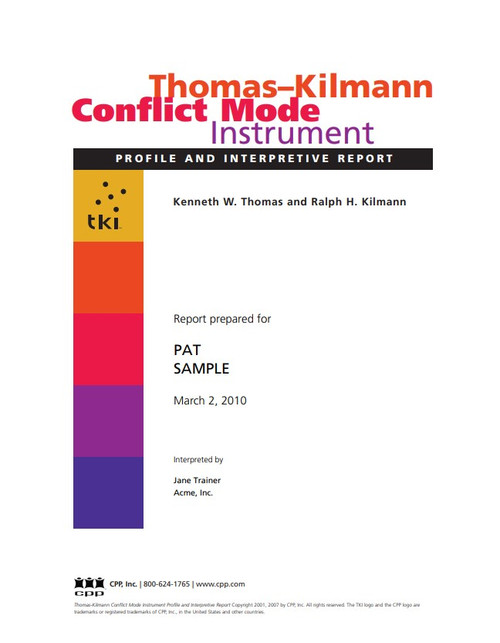 Thomas–Kilmann
Conflict Mode
Instrument
PROFILE AND INTERPRETIVE REPORT
tki
Kenneth W. Thomas and Ralph H. Kilmann
Report prepared for
PAT
SAMPLE
March 2, 2010
Interpreted by
Jane Trainer
Acme, Inc.
cpp
CPP, Inc. | 800-624-1765 | www.cpp.com
Thomas-Kilmann Conflict Mode Instrument Profile and Interpretive Report Copyright 2001, 2007 by CPP, Inc. All rights reserved. The TKI logo and the CPP logo are
trademarks or registered trademarks of CPP, Inc., in the United States and other countries.